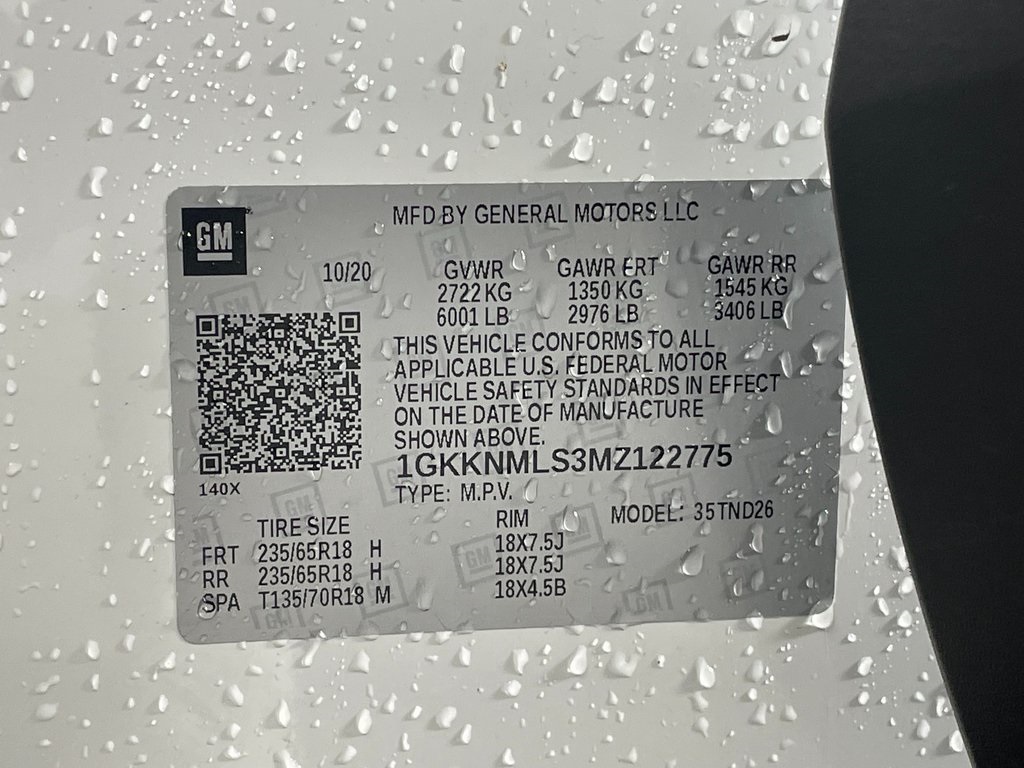 GM
MFD BY GENERAL MOTORS LLC
10/20 GVWR GAWR FRT GAWR RR
2722 KG 1350 KG 1545 KG
6001 LB 2976 LB 3406 LB
THIS VEHICLE CONFORMS TO ALL
APPLICABLE U.S. FEDERAL MOTOR
VEHICLE SAFETY STANDARDS IN EFFECT
ON THE DATE OF MANUFACTURE
SHOWN ABOVE.
1GKKNMLS3MZ122775
140X
TYPE: M.P.V.
TIRE SIZE RIM MODEL: 35TND26
FRT 235/65R18 H 18X7.5J
RR 235/65R18 H 18X7.5J
SPA T135/70R18 M 18X4.5B